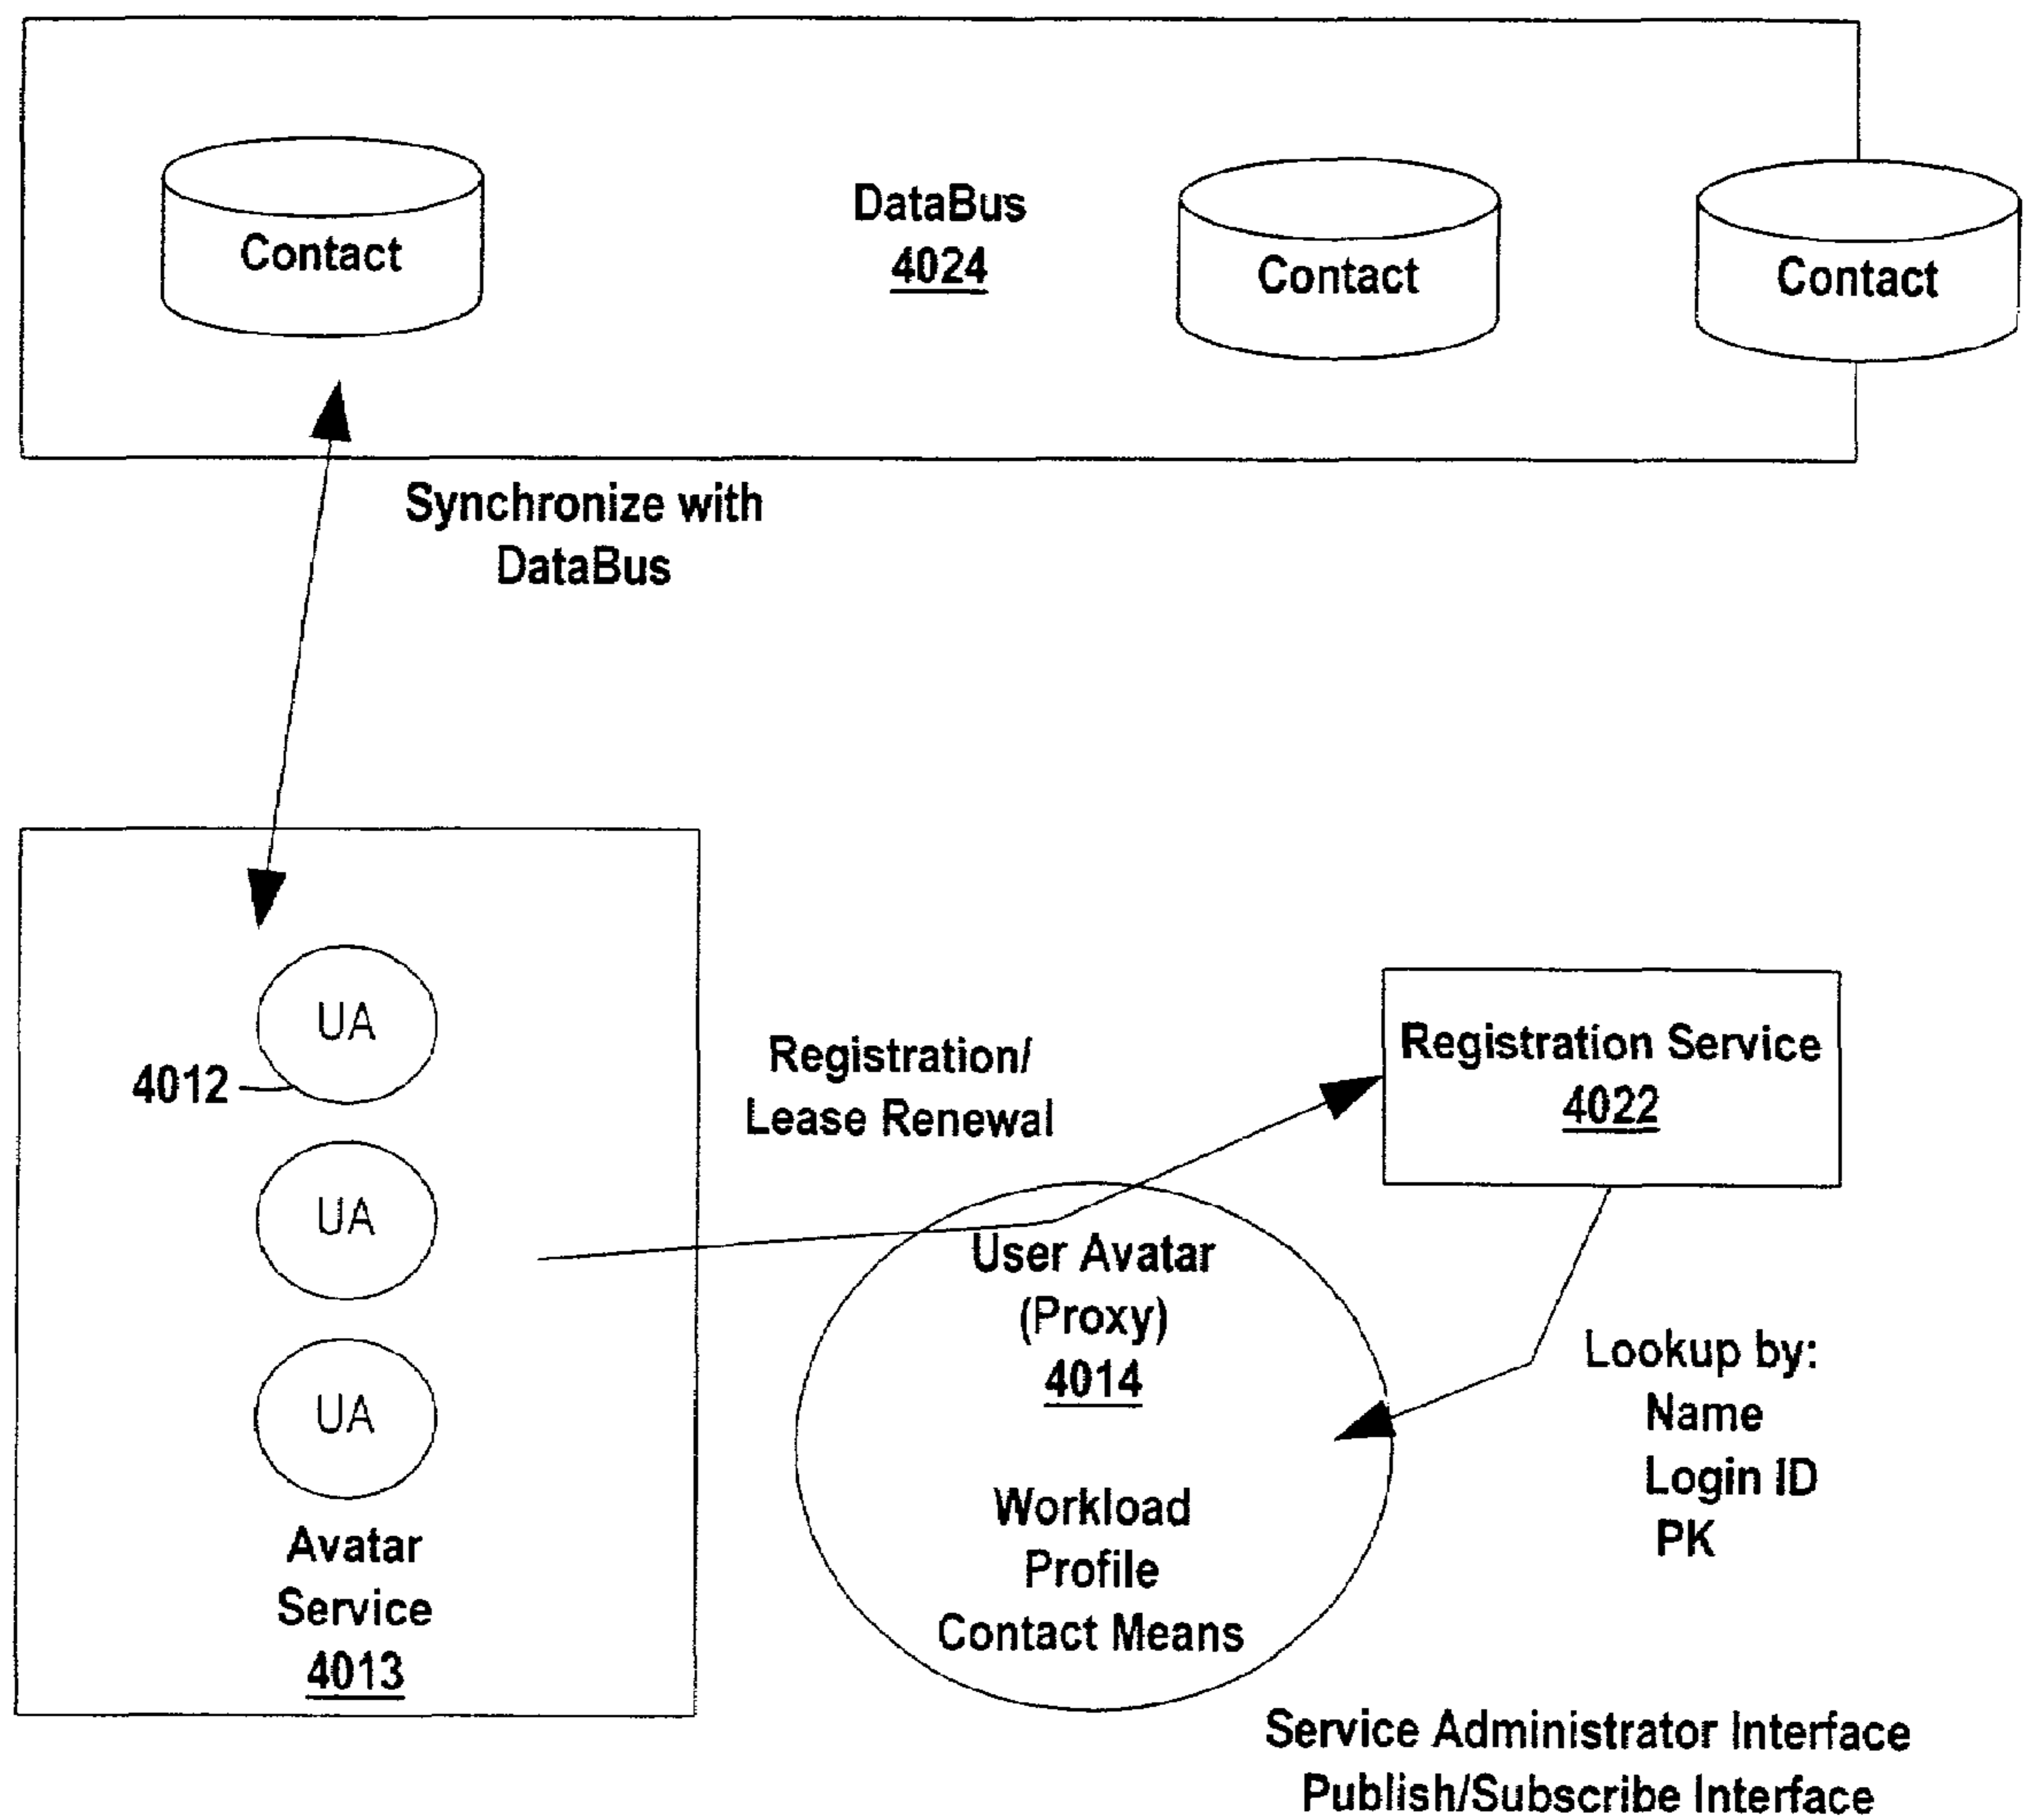 Contact
DataBus
4024
Contact
Contact
Synchronize with
DataBus
UA
4012
UA
UA
Avatar
Service
4013
Registration/
Lease Renewal
Registration Service
4022
User Avatar
(Proxy)
4014
Workload
Profile
Contact Means
Lookup by:
Name
Login ID
PK
Service Administrator Interface
Publish/Subscribe Interface